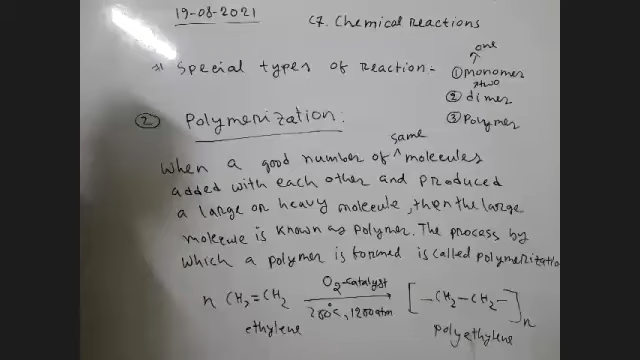 19-08-2021
C7. Chemical Reactions
* Special types of Reaction-
one
① monomer
two
② dimer
③ Polymer
② Polymerization:
same
When a good number of ^ molecules
added with each other and produced
a large or heavy molecule, then the large
molecule is known as polymer. The process by
which a polymer is formed is called polymerizatio
n CH₂=CH₂ O₂-catalyst [-CH₂-CH₂-]n
200°C, 1200atm
ethylene polyethylene